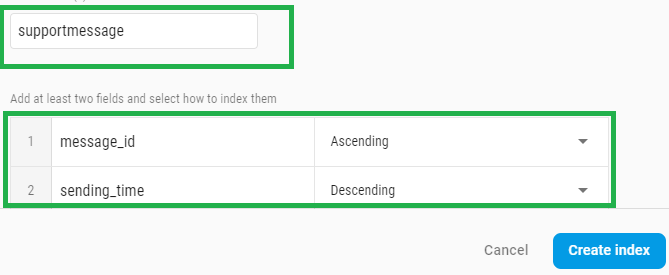 supportmessage
Add at least two fields and select how to index them
1 message_id Ascending
2 sending_time Descending
Cancel Create index